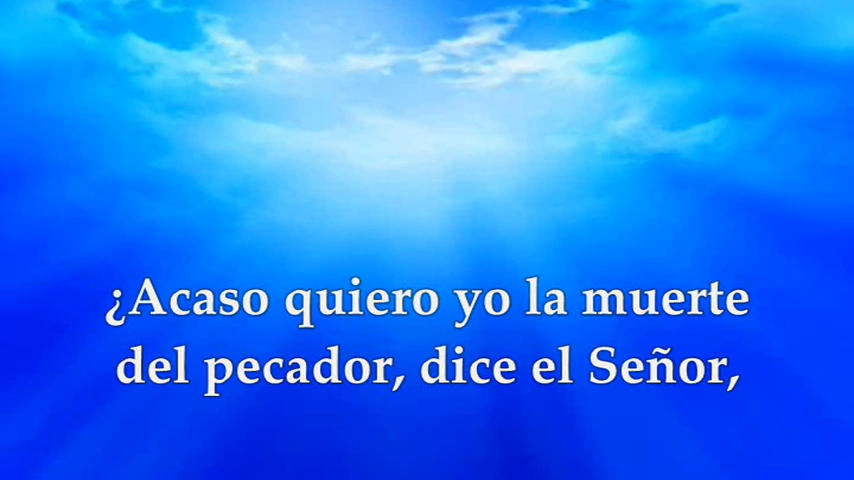 ¿Acaso quiero yo la muerte
del pecador, dice el Señor,